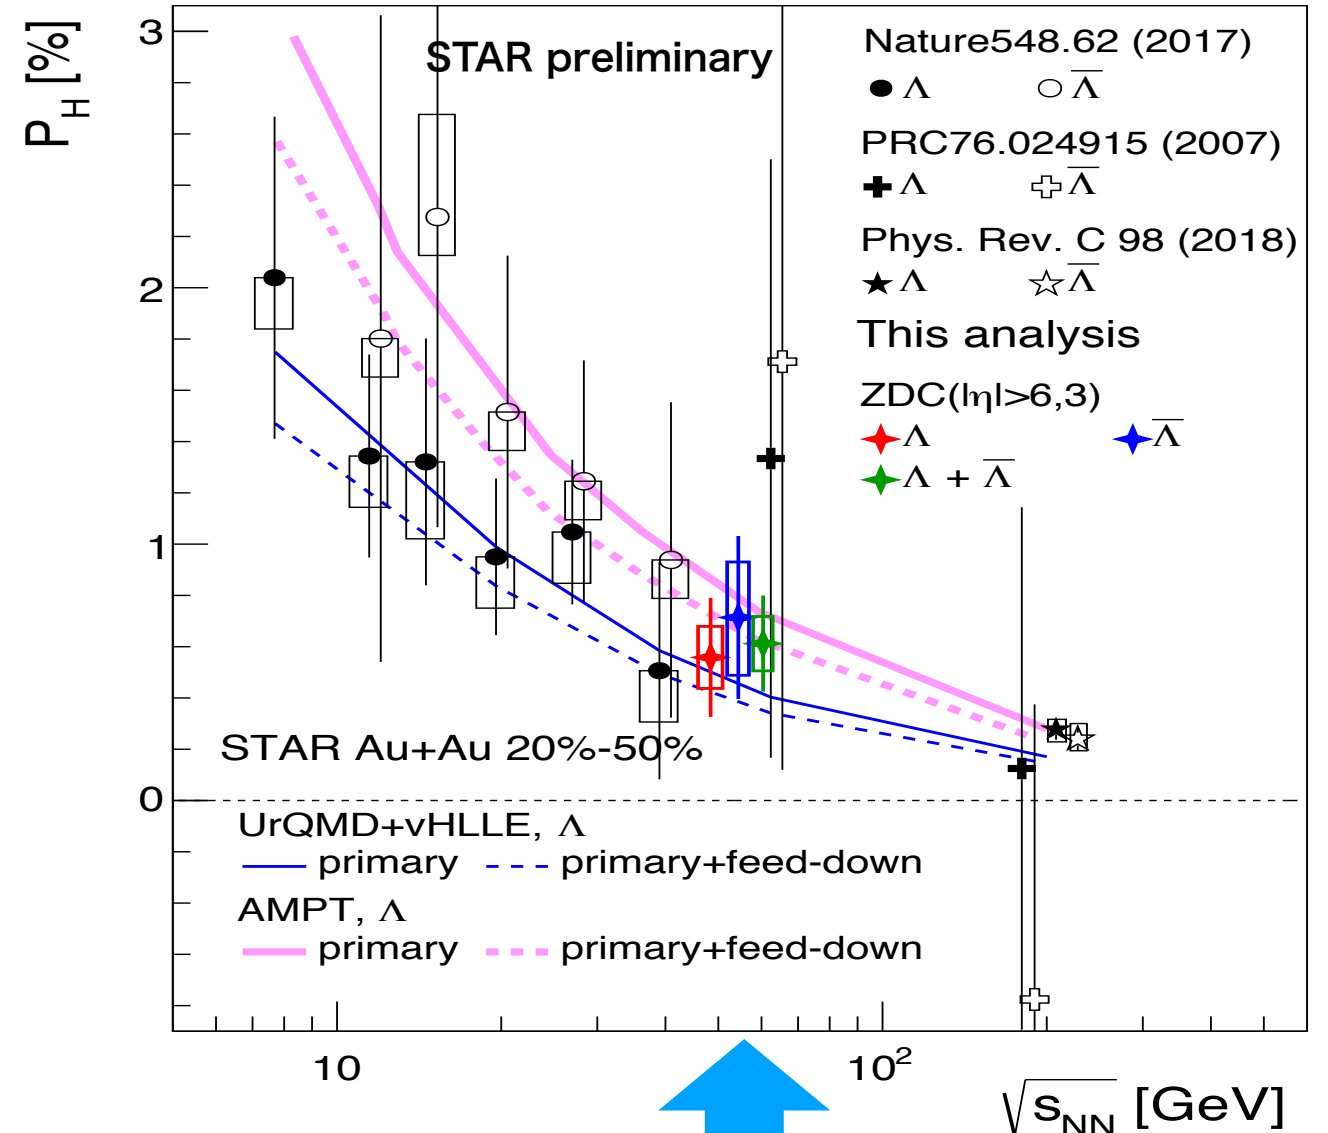 P_H [%]
3
2
1
0
STAR preliminary
Nature548.62 (2017)
Λ Λ̅
PRC76.024915 (2007)
Λ Λ̅
Phys. Rev. C 98 (2018)
Λ Λ̅
This analysis
ZDC(|η|>6,3)
Λ Λ̅
Λ + Λ̅
STAR Au+Au 20%-50%
UrQMD+vHLLE, Λ
primary primary+feed-down
AMPT, Λ
primary primary+feed-down
10 10²
√s_NN [GeV]